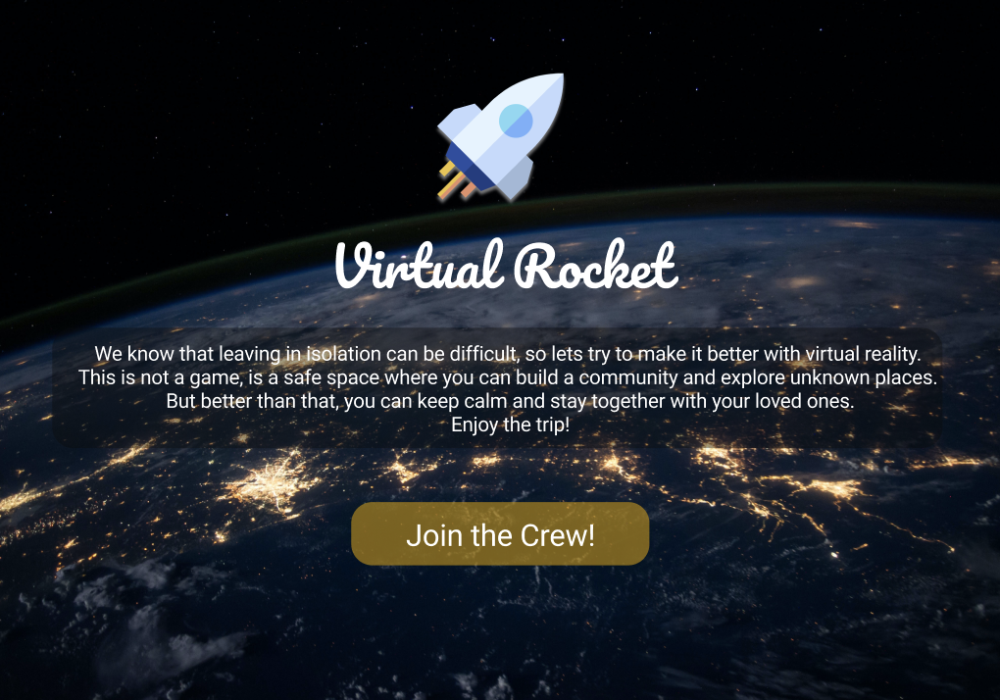 Virtual Rocket
We know that leaving in isolation can be difficult, so lets try to make it better with virtual reality.
This is not a game, is a safe space where you can build a community and explore unknown places.
But better than that, you can keep calm and stay together with your loved ones.
Enjoy the trip!
Join the Crew!